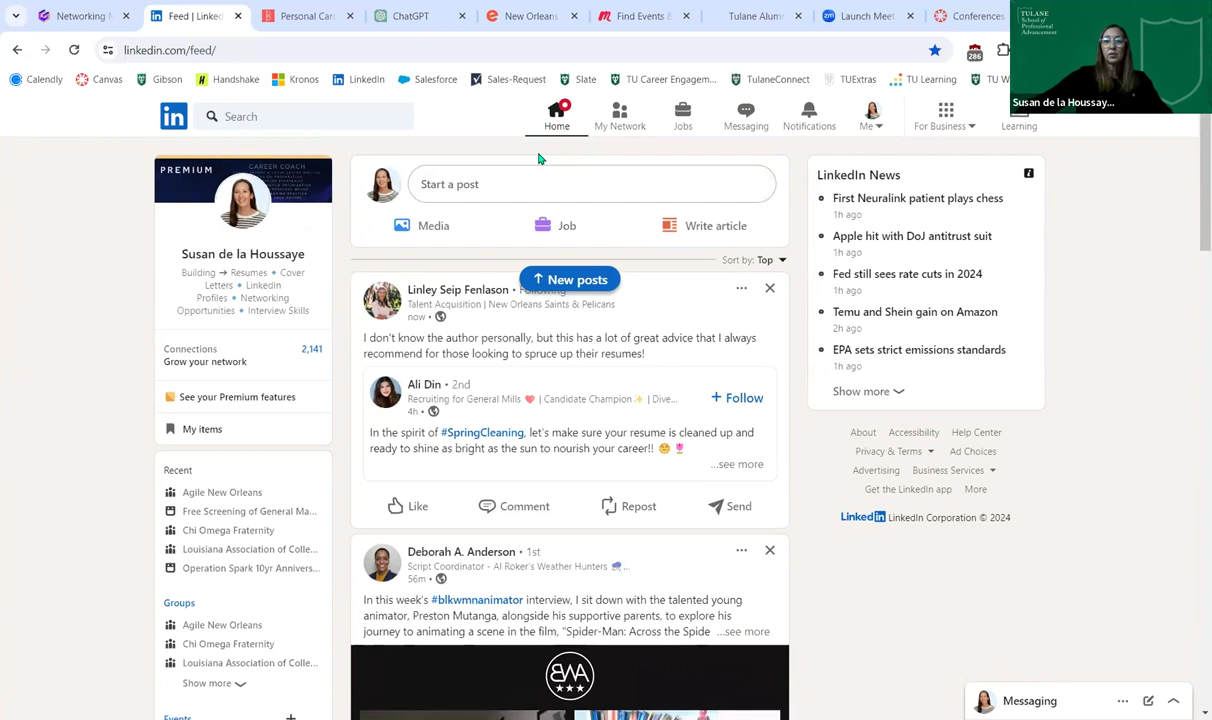 Networking
Feed | Linked
Personal
ChatGPT
New Orleans
Find Events &
Tulane Alum
Launch Meet
Conferences
linkedin.com/feed/
286
Calendly
Canvas
Gibson
Handshake
Kronos
LinkedIn
Salesforce
Sales-Request
Slate
TU Career Engagem...
TulaneConnect
TUExtras
TU Learning
TU W
TULANE
School of
Professional
Advancement
Susan de la Houssay...
in
Search
Home
My Network
Jobs
Messaging
Notifications
Me
For Business
Learning
PREMIUM
CAREER COACH
Susan de la Houssaye
Building → Resumes 🔹 Cover
Letters 🔹 LinkedIn
Profiles 🔹 Networking
Opportunities 🔹 Interview Skills
Connections 2,141
Grow your network
See your Premium features
My items
Recent
Agile New Orleans
Free Screening of General Ma...
Chi Omega Fraternity
Louisiana Association of Colle...
Operation Spark 10yr Annivers...
Groups
Agile New Orleans
Chi Omega Fraternity
Louisiana Association of Colle...
Show more
Events +
Start a post
Media
Job
Write article
Sort by: Top
↑ New posts
Linley Seip Fenlason • Following
Talent Acquisition | New Orleans Saints & Pelicans
now •
I don't know the author personally, but this has a lot of great advice that I always
recommend for those looking to spruce up their resumes!
Ali Din • 2nd
Recruiting for General Mills ❤️ | Candidate Champion✨ | Dive...
4h •
+ Follow
In the spirit of #SpringCleaning, let's make sure your resume is cleaned up and
ready to shine as bright as the sun to nourish your career!! 🌞 🌷
...see more
Like
Comment
Repost
Send
Deborah A. Anderson • 1st
Script Coordinator - Al Roker's Weather Hunters 🌧️ ...
56m •
In this week's #blkwmnanimator interview, I sit down with the talented young
animator, Preston Mutanga, alongside his supportive parents, to explore his
journey to animating a scene in the film, "Spider-Man: Across the Spide ...see more
BWA
LinkedIn News
First Neuralink patient plays chess
1h ago
Apple hit with DoJ antitrust suit
1h ago
Fed still sees rate cuts in 2024
1h ago
Temu and Shein gain on Amazon
2h ago
EPA sets strict emissions standards
1h ago
Show more
About
Accessibility
Help Center
Privacy & Terms
Ad Choices
Advertising
Business Services
Get the LinkedIn app
More
LinkedIn LinkedIn Corporation © 2024
Messaging